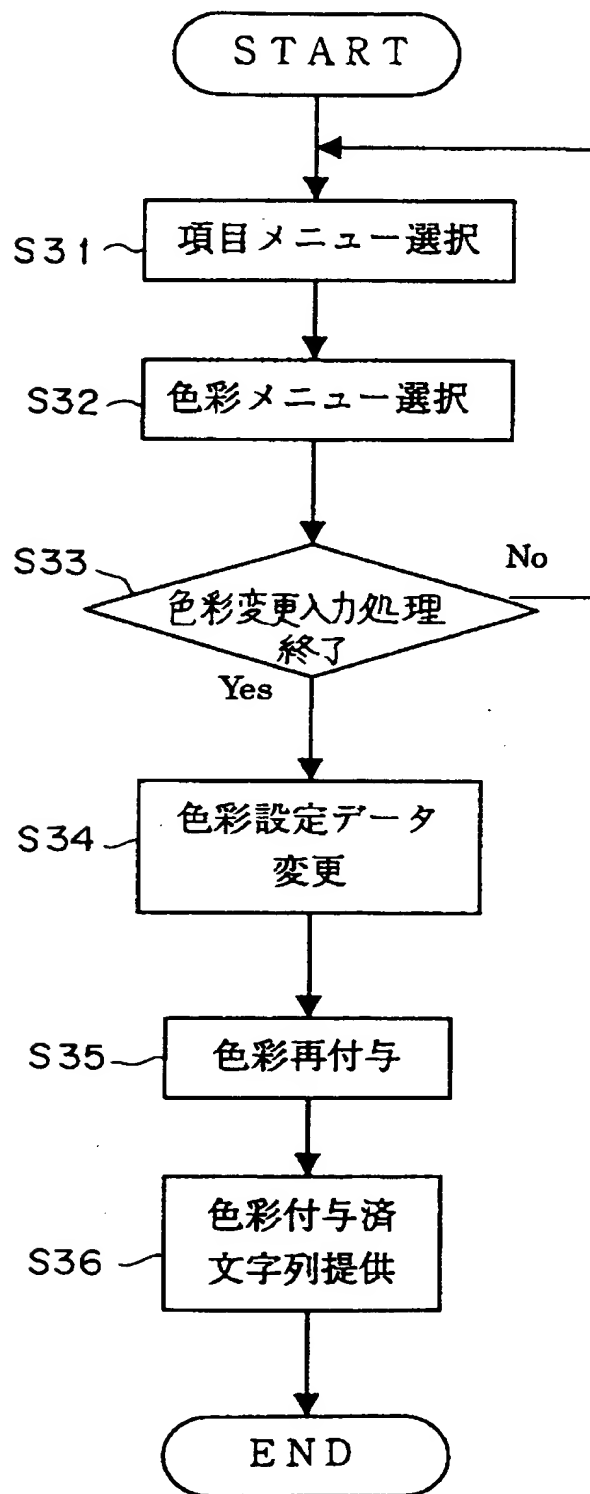 START
S31
項目メニュー選択
S32
色彩メニュー選択
S33
色彩変更入力処理
終了
No
Yes
S34
色彩設定データ
変更
S35
色彩再付与
S36
色彩付与済
文字列提供
END